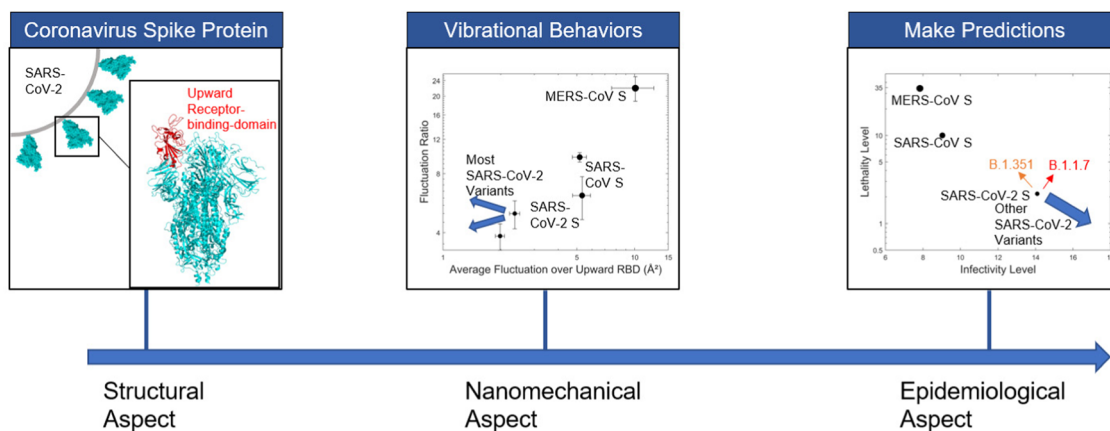 Coronavirus Spike Protein
SARS-
CoV-2
Upward
Receptor-
binding-domain
Vibrational Behaviors
Fluctuation Ratio
24
20
16
12
8
4
MERS-CoV S
Most
SARS-CoV-2
Variants
SARS-
CoV S
SARS-
CoV-2 S
1
5
10
15
Average Fluctuation over Upward RBD (Å²)
Make Predictions
Lethality Level
35
10
5
1
0.5
MERS-CoV S
SARS-CoV S
B.1.351
B.1.1.7
SARS-CoV-2 S
Other
SARS-CoV-2
Variants
6
8
10
12
14
16
Infectivity Level
Structural
Aspect
Nanomechanical
Aspect
Epidemiological
Aspect